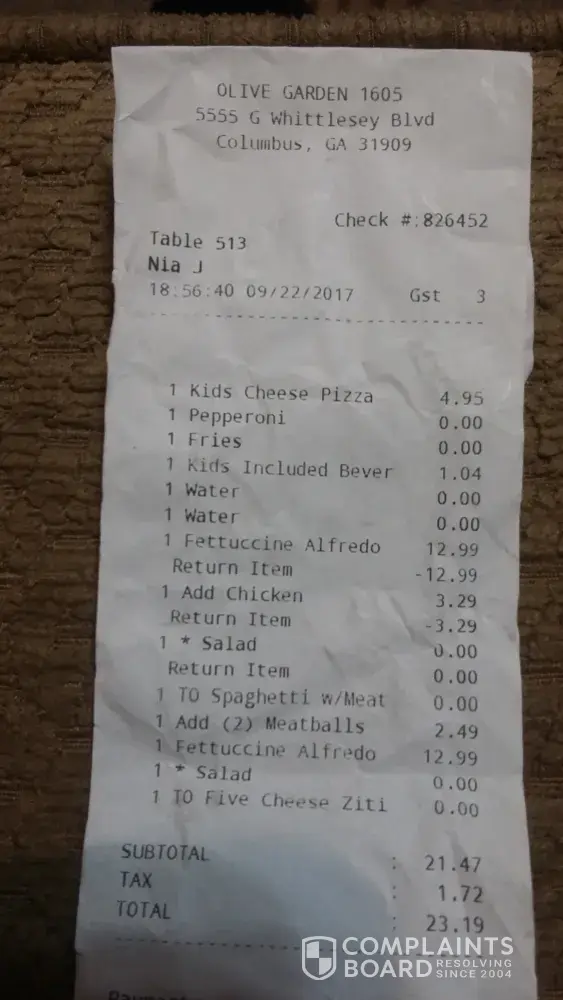 OLIVE GARDEN 1605
5555 G Whittlesey Blvd
Columbus, GA 31909
Check #:826452
Table 513
Nia J
18:56:40 09/22/2017 Gst 3
1 Kids Cheese Pizza 4.95
1 Pepperoni 0.00
1 Fries 0.00
1 Kids Included Bever 1.04
1 Water 0.00
1 Water 0.00
1 Fettuccine Alfredo 12.99
Return Item -12.99
1 Add Chicken 3.29
Return Item -3.29
1 * Salad 0.00
Return Item 0.00
1 TO Spaghetti w/Meat 0.00
1 Add (2) Meatballs 2.49
1 Fettuccine Alfredo 12.99
1 * Salad 0.00
1 TO Five Cheese Ziti 0.00
SUBTOTAL : 21.47
TAX : 1.72
TOTAL : 23.19
COMPLAINTS
BOARD RESOLVING
SINCE 2004